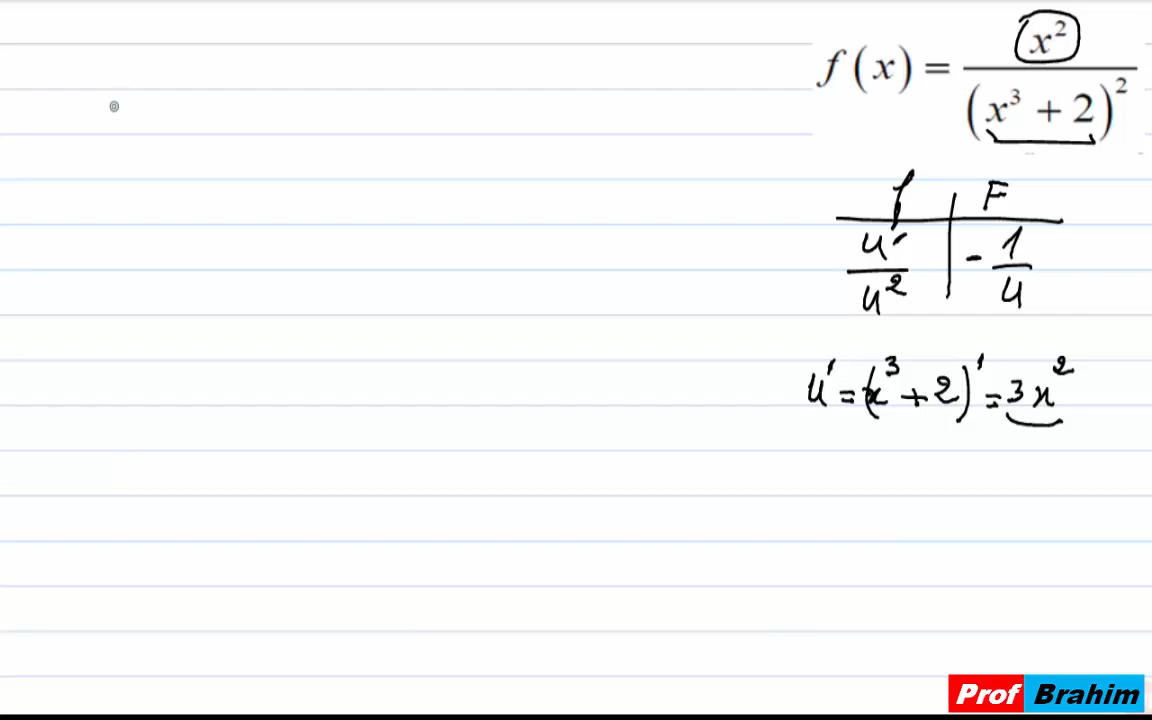 f(x) = x² / (x³ + 2)²
f | F
u' / u² | - 1 / u
u' = (x³ + 2)' = 3x²
Prof Brahim